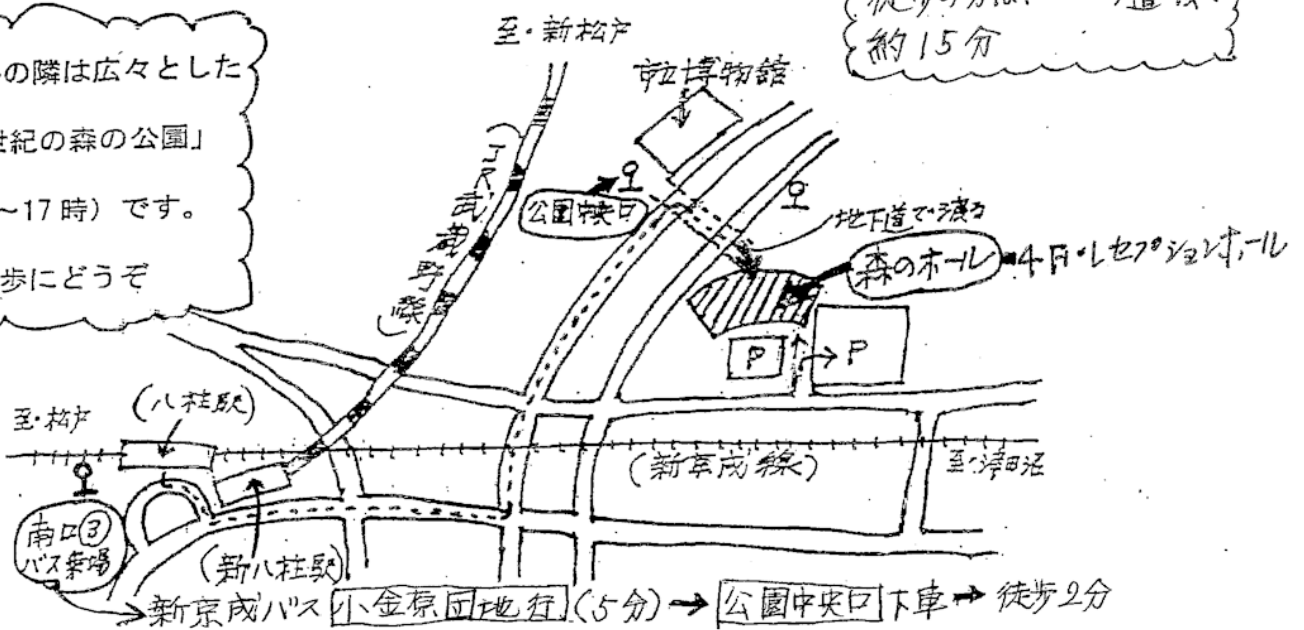 の隣は広々とした
世紀の森の公園」
～17時）です。
歩にどうぞ
約15分
至・新松戸
市立博物館
（JR武蔵野線）
公園中央口
地下道で渡る
森のホール
4F・レセプションホール
P
P
至・松戸
（八柱駅）
（新京成線）
至・津田沼
南口③
バス乗場
（新八柱駅）
新京成バス 小金原団地行（5分）→ 公園中央口 下車 → 徒歩2分